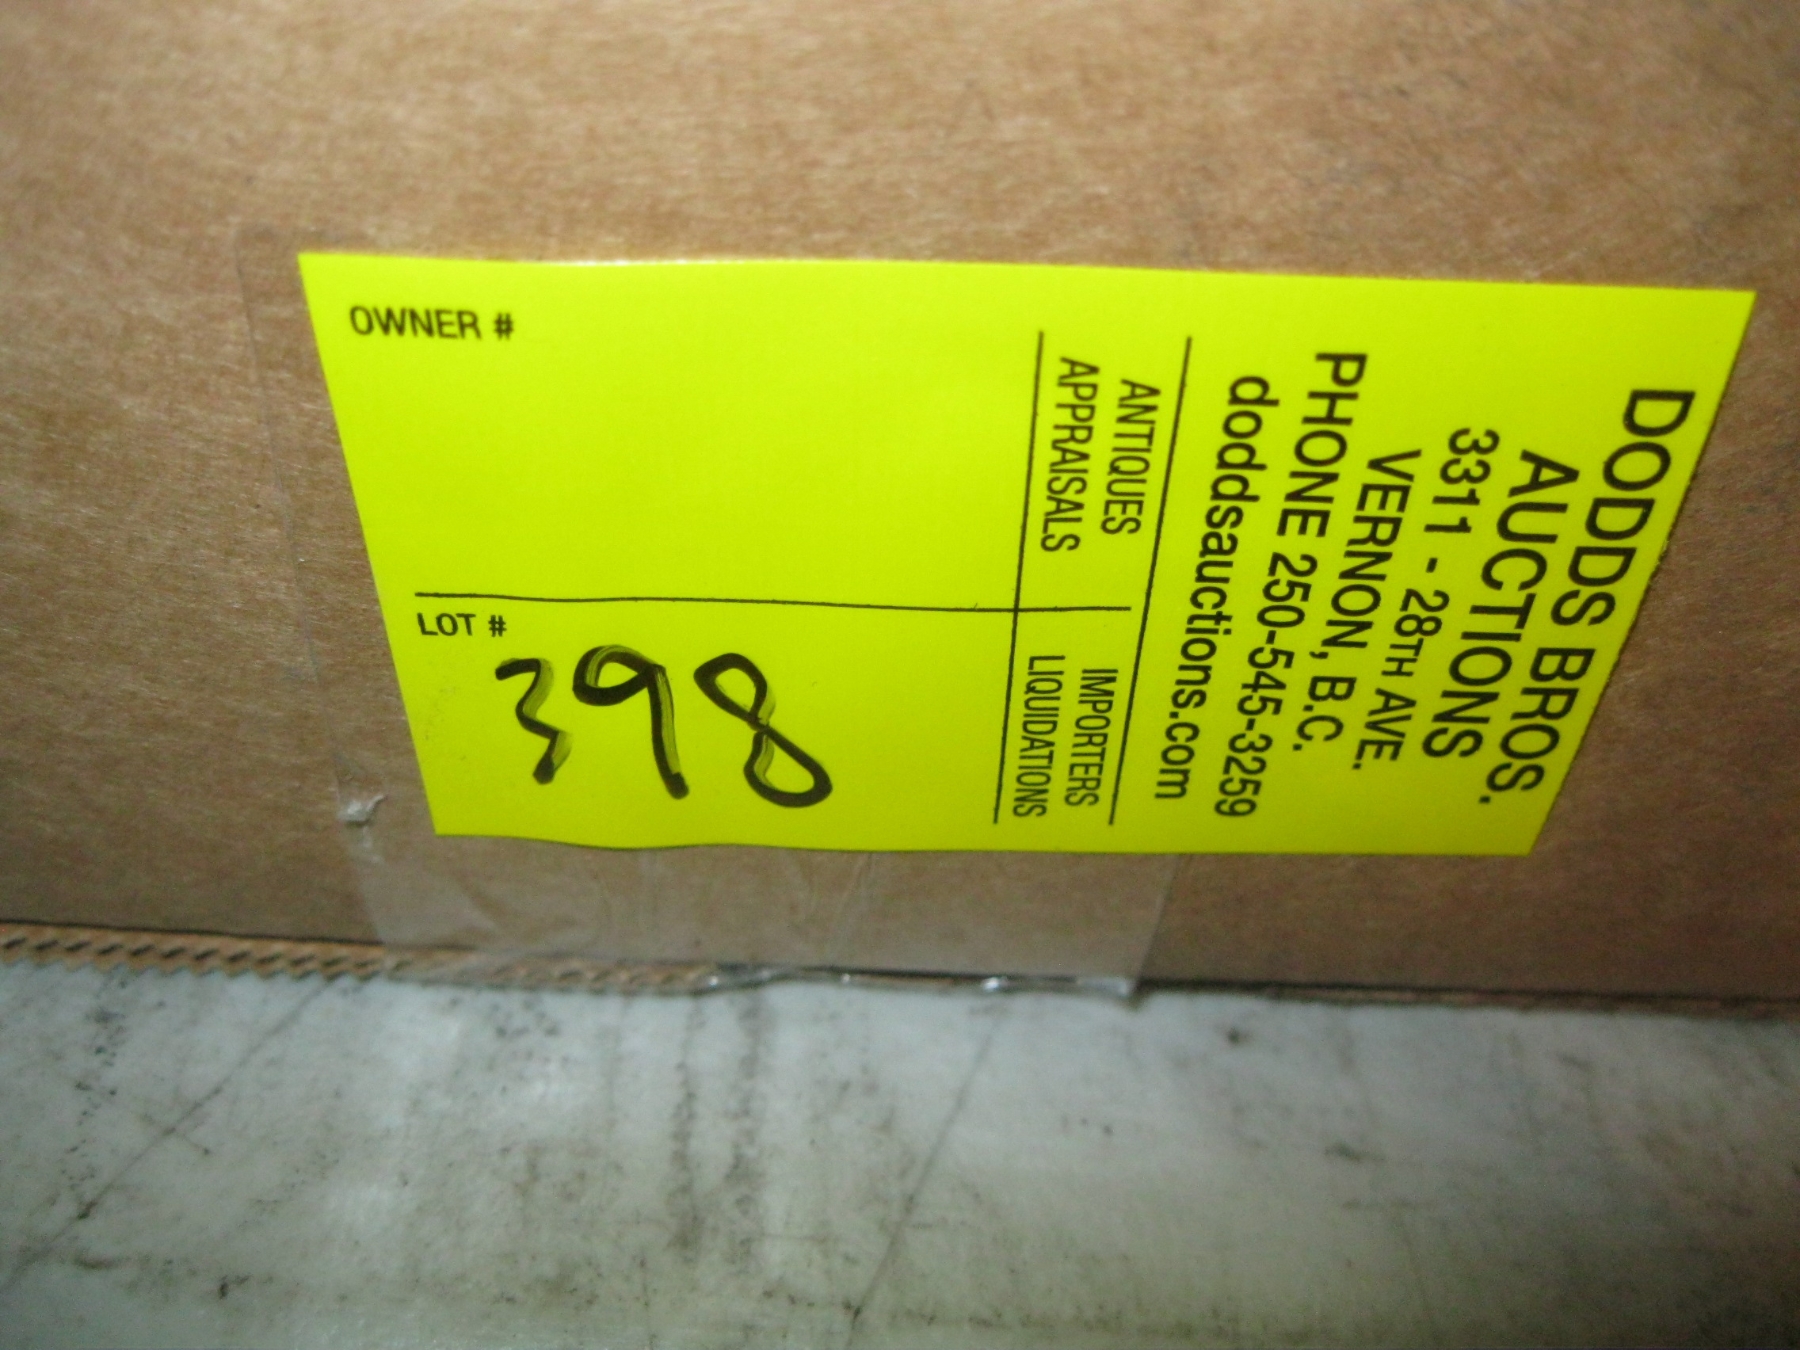 DODDS BROS.
AUCTIONS
3311 - 28TH AVE.
VERNON, B.C.
PHONE 250-545-3259
doddsauctions.com
ANTIQUES
APPRAISALS
IMPORTERS
LIQUIDATIONS
OWNER #
LOT #
398